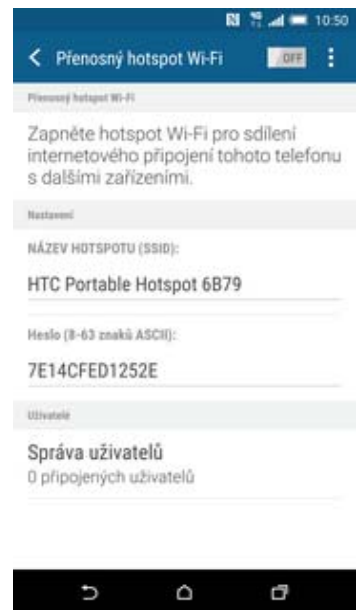 10:50
Přenosný hotspot Wi-Fi
OFF
Přenosný hotspot Wi-Fi
Zapněte hotspot Wi-Fi pro sdílení
internetového připojení tohoto telefonu
s dalšími zařízeními.
Nastavení
NÁZEV HOTSPOTU (SSID):
HTC Portable Hotspot 6B79
Heslo (8-63 znaků ASCII):
7E14CFED1252E
Uživatelé
Správa uživatelů
0 připojených uživatelů